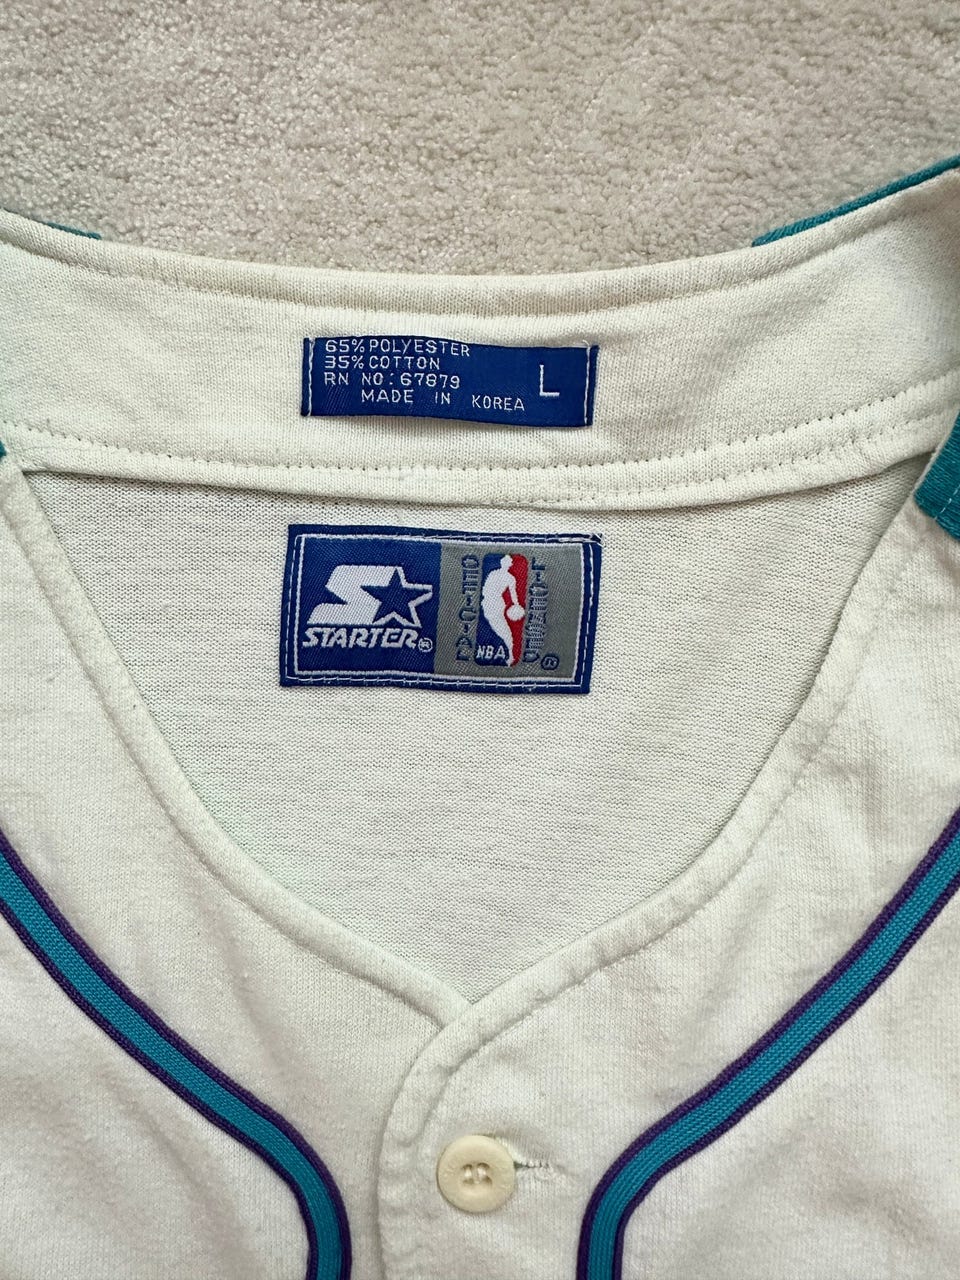 65% POLYESTER
35% COTTON
RN NO: 67879
MADE IN KOREA
L
STARTER®
OFFICIAL
NBA
LICENSED
®